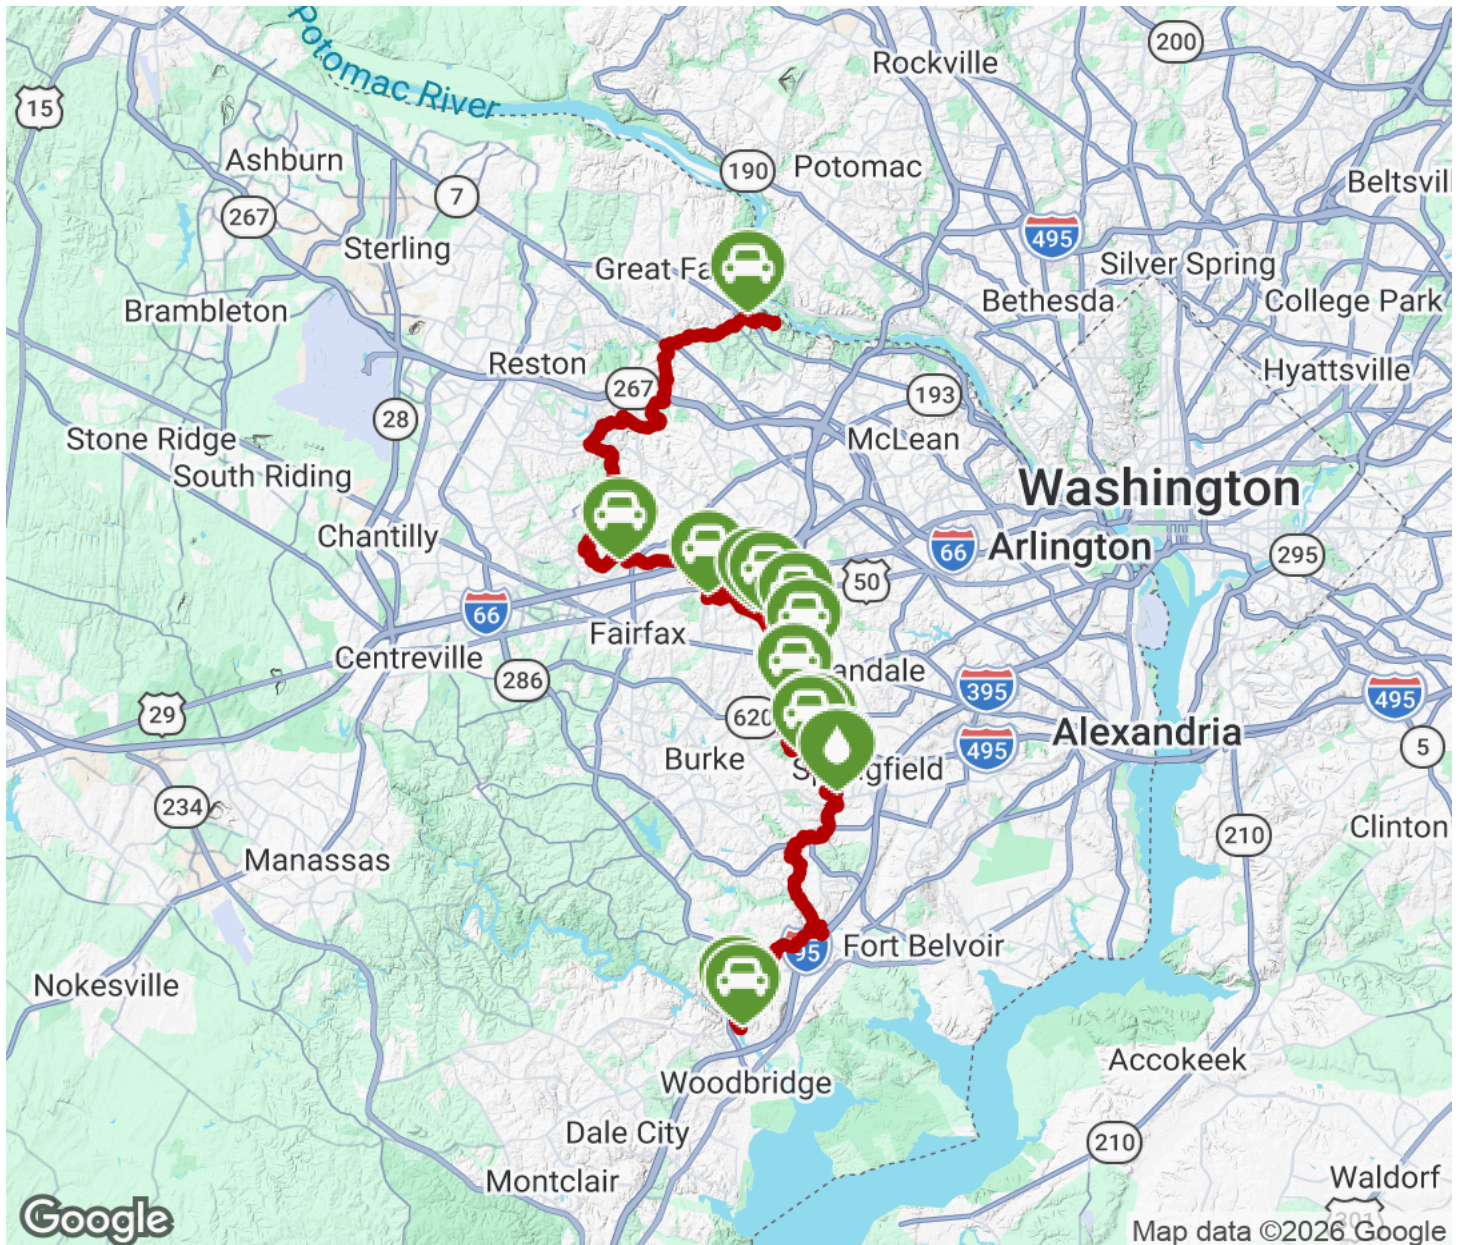 Potomac River
Rockville
200
15
Ashburn
190
Potomac
Beltsvil
7
267
495
Sterling
Great Fa
Silver Spring
Bethesda
College Park
Brambleton
Reston
267
Hyattsville
193
28
Stone Ridge
McLean
South Riding
Washington
Chantilly
66
Arlington
295
50
66
Fairfax
Centreville
andale
286
395
495
29
620
Alexandria
Burke
495
5
Springfield
234
210
Clinton
Manassas
95
Fort Belvoir
Nokesville
Accokeek
Woodbridge
Dale City
210
Montclair
Waldorf
301
Google
Map data ©2026 Google